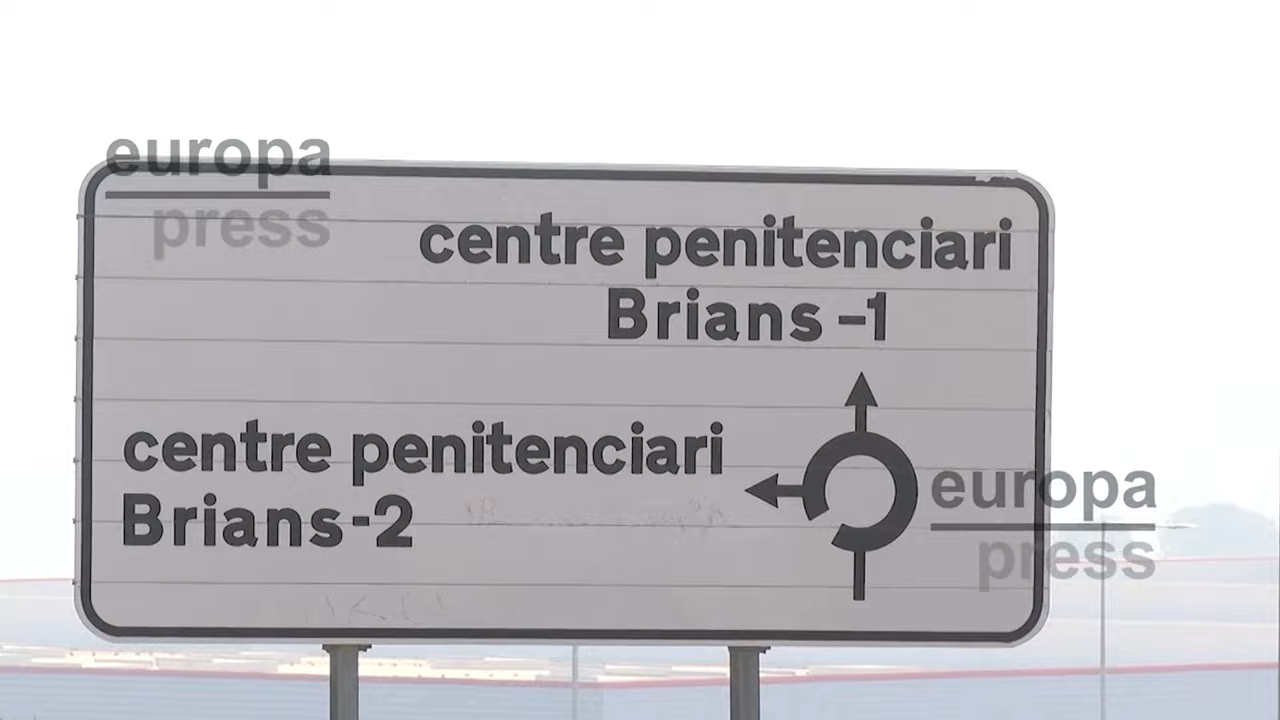 europa
press
centre penitenciari
Brians -1
centre penitenciari
Brians-2
europa
press